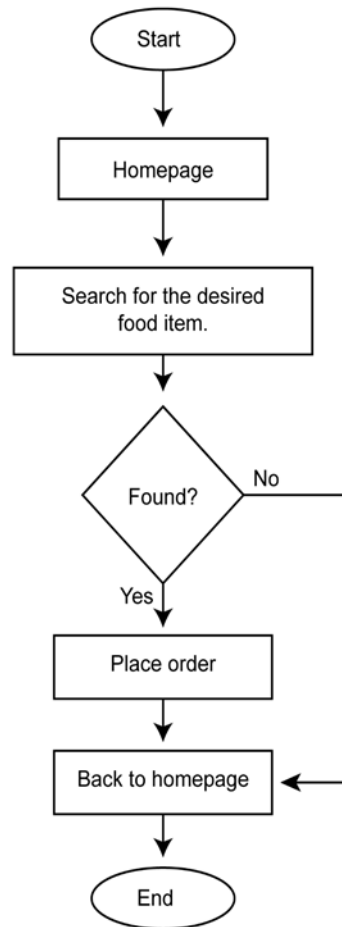 Start
Homepage
Search for the desired
food item.
Found?
No
Yes
Place order
Back to homepage
End